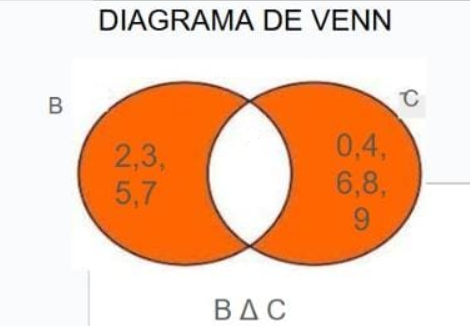 DIAGRAMA DE VENN
B
C
2,3,
5,7
0,4,
6,8,
9
B Δ C